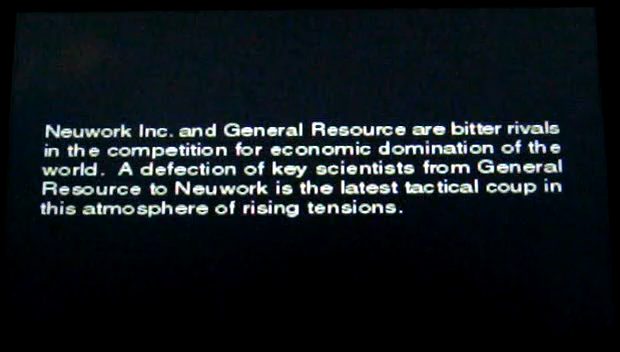 Neuwork Inc. and General Resource are bitter rivals
in the competition for economic domination of the
world. A defection of key scientists from General
Resource to Neuwork is the latest tactical coup in
this atmosphere of rising tensions.